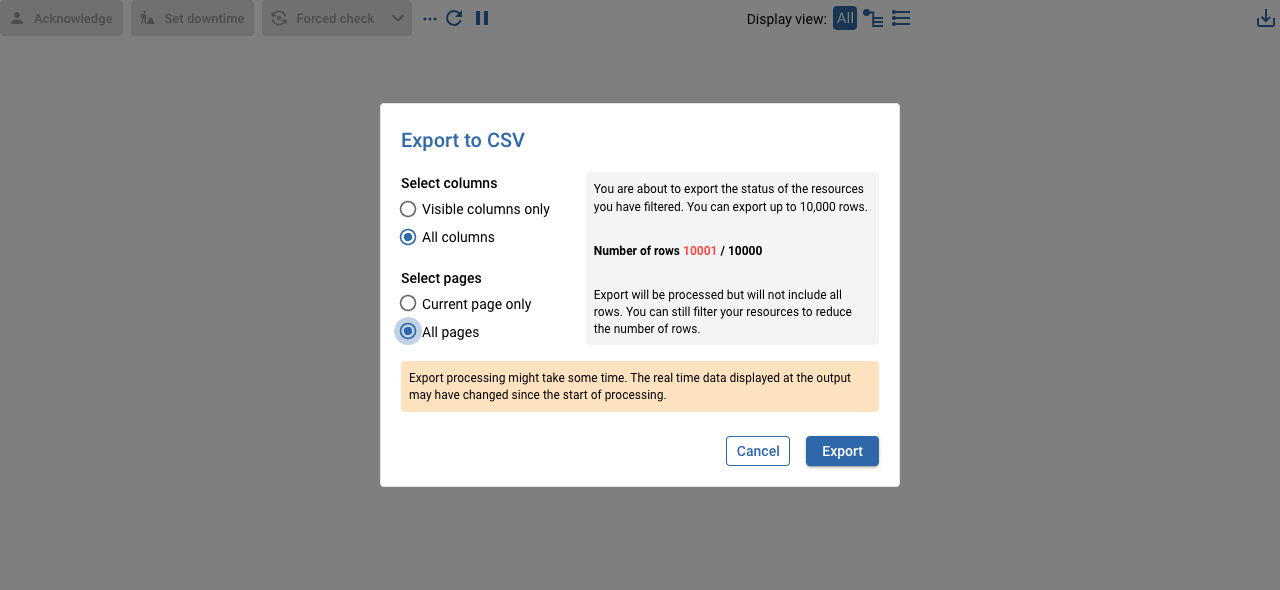 Acknowledge Set downtime Forced check Display view: All
Export to CSV
Select columns
Visible columns only
All columns
Select pages
Current page only
All pages
You are about to export the status of the resources
you have filtered. You can export up to 10,000 rows.
Number of rows 10001 / 10000
Export will be processed but will not include all
rows. You can still filter your resources to reduce
the number of rows.
Export processing might take some time. The real time data displayed at the output
may have changed since the start of processing.
Cancel Export